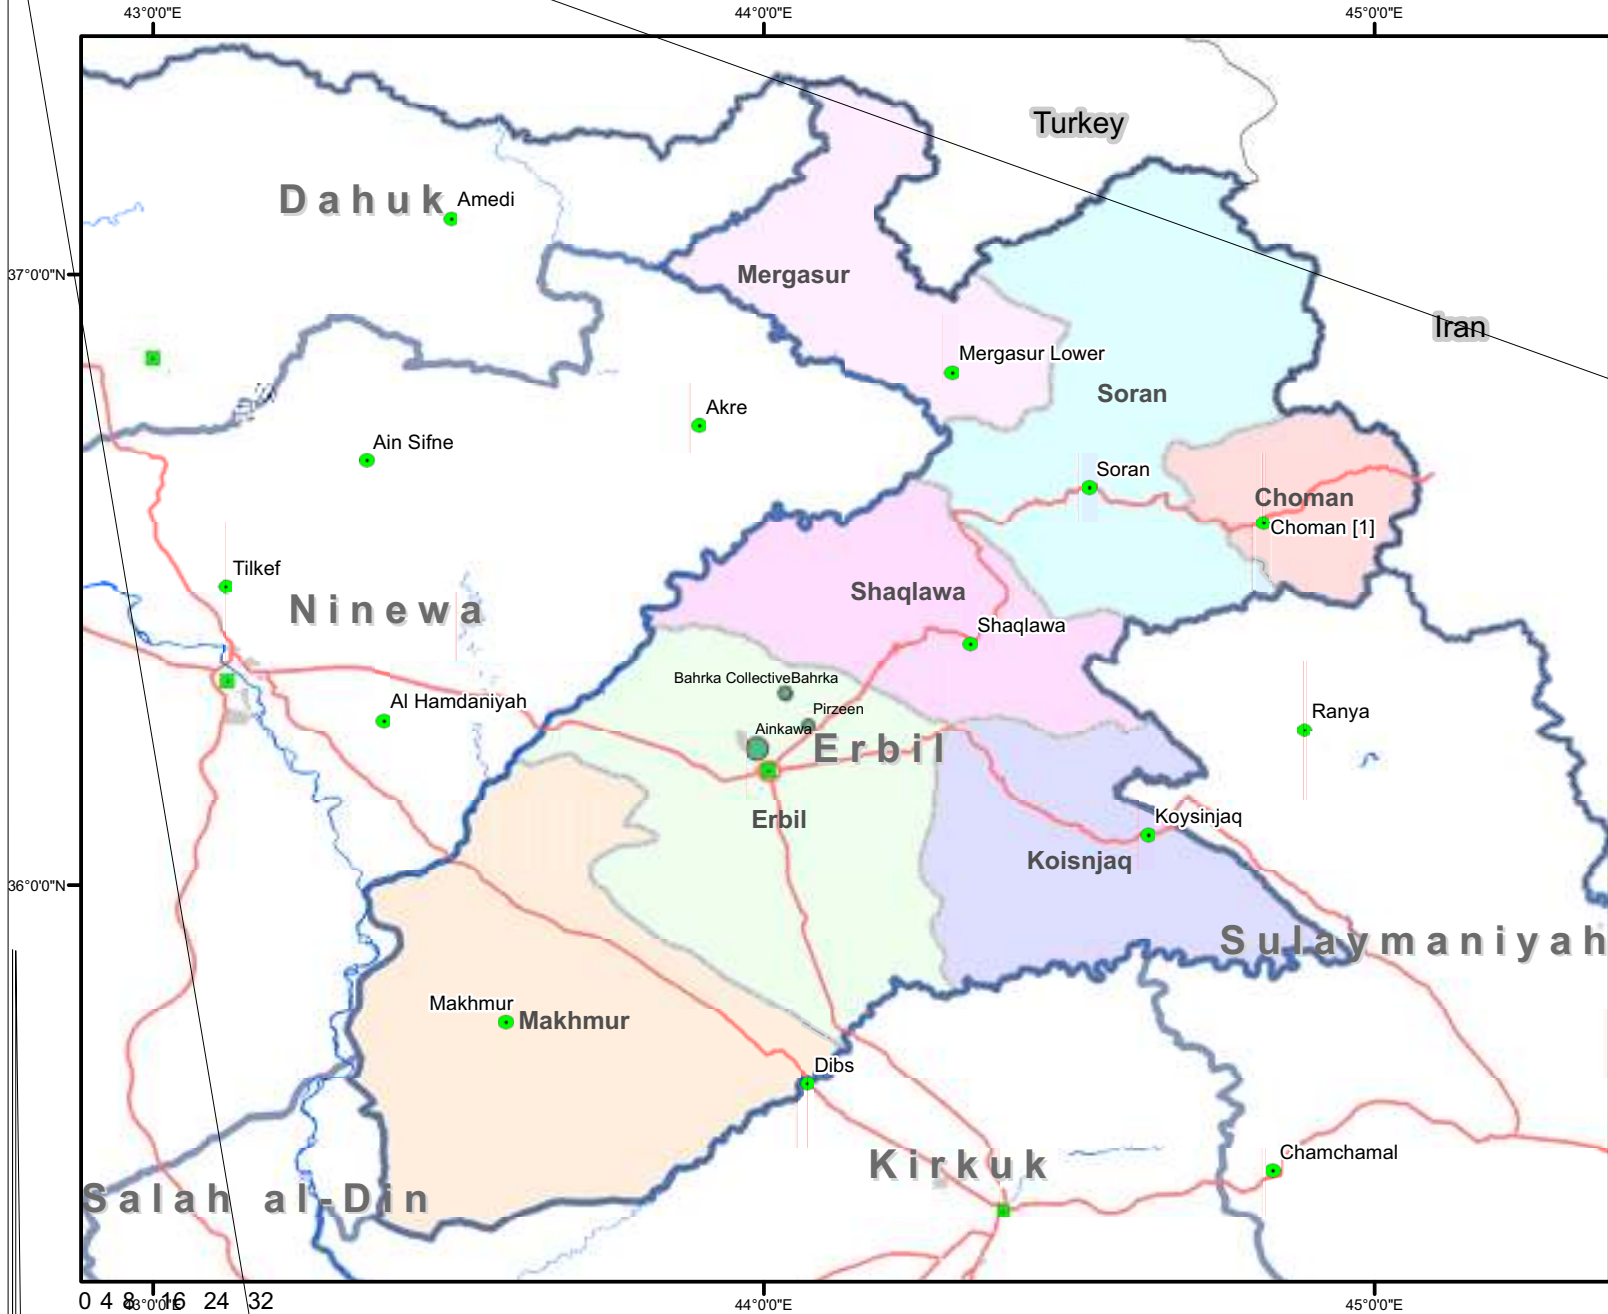 43°0'0"E
44°0'0"E
45°0'0"E
Turkey
Dahuk
Amedi
37°0'0"N
Mergasur
Iran
Mergasur Lower
Soran
Akre
Ain Sifne
Soran
Choman
Choman [1]
Tilkef
Ninewa
Shaqlawa
Shaqlawa
Bahrka CollectiveBahrka
Al Hamdaniyah
Pirzeen
Ranya
Ainkawa
Erbil
Erbil
Koysinjaq
Koisnjaq
36°0'0"N
Sulaymaniyah
Makhmur
Makhmur
Dibs
Kirkuk
Chamchamal
Salah al-Din
0 4 8 16 24 32
43°0'0"E
44°0'0"E
45°0'0"E